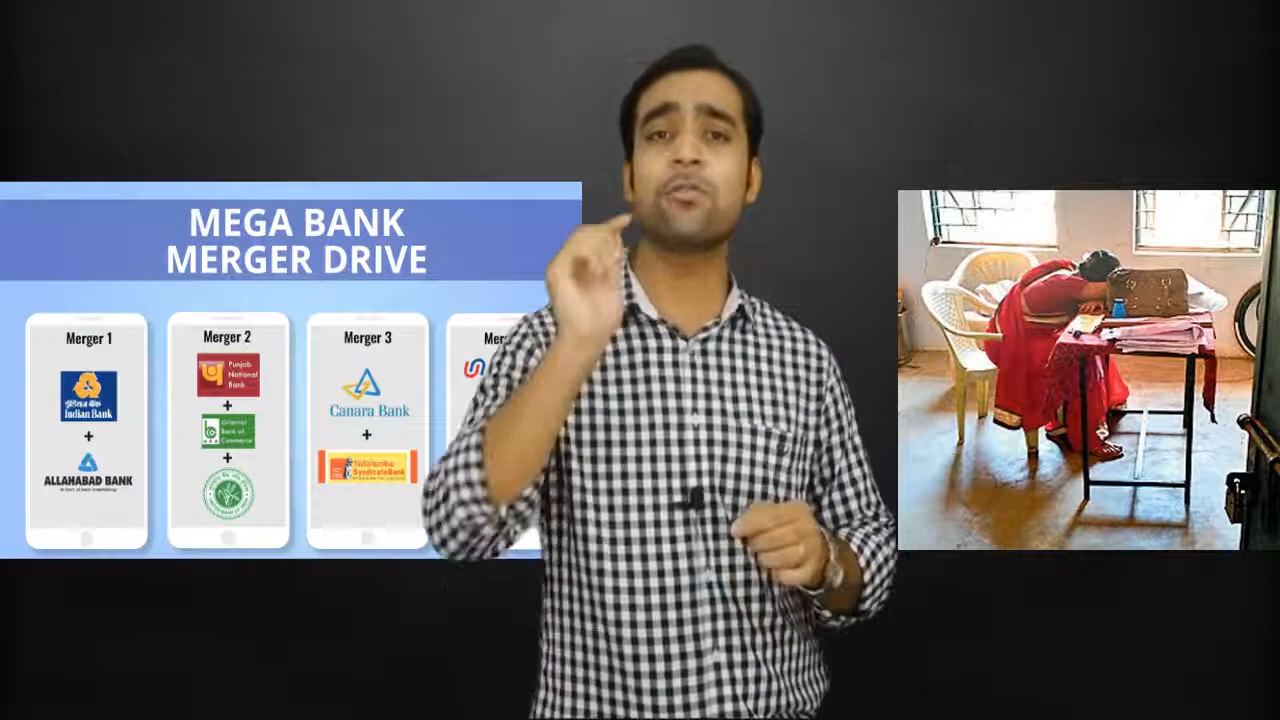 MEGA BANK
MERGER DRIVE
Merger 1
इंडियन बैंक
Indian Bank
+
ALLAHABAD BANK
Merger 2
Punjab
National
Bank
+
Oriental
Bank of
Commerce
+
Merger 3
Canara Bank
+
SyndicateBank